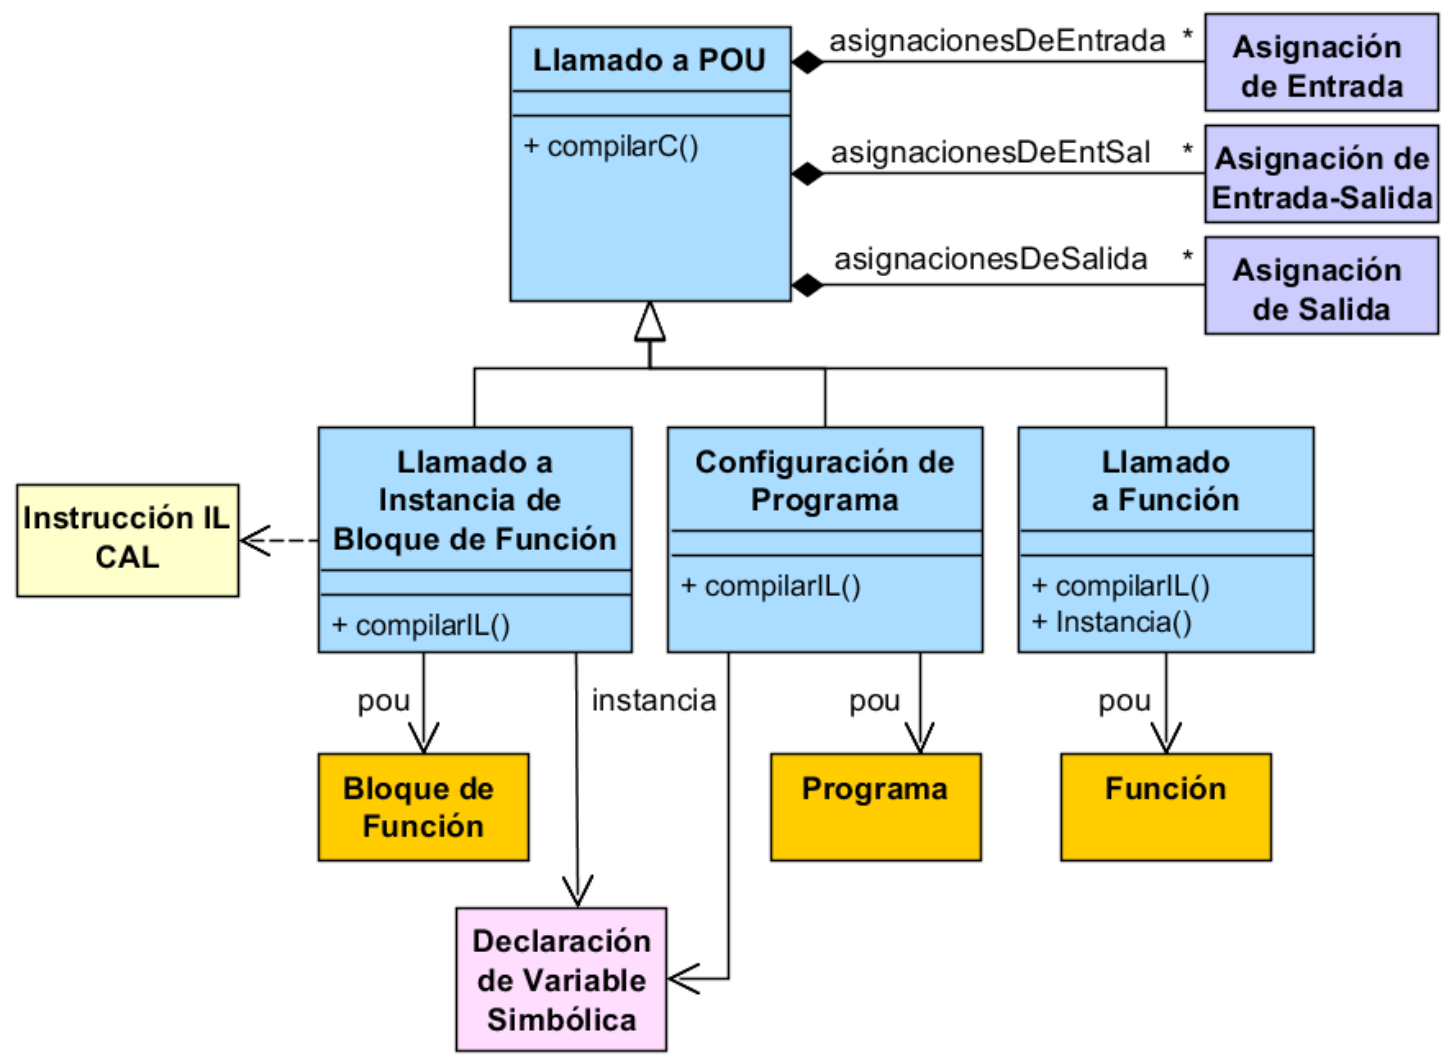 Llamado a POU
+ compilarC()
asignacionesDeEntrada *
Asignación
de Entrada
asignacionesDeEntSal *
Asignación de
Entrada-Salida
asignacionesDeSalida *
Asignación
de Salida
Instrucción IL
CAL
Llamado a
Instancia de
Bloque de Función
+ compilarIL()
Configuración de
Programa
+ compilarIL()
Llamado
a Función
+ compilarIL()
+ Instancia()
pou
instancia
pou
pou
Bloque de
Función
Programa
Función
Declaración
de Variable
Simbólica